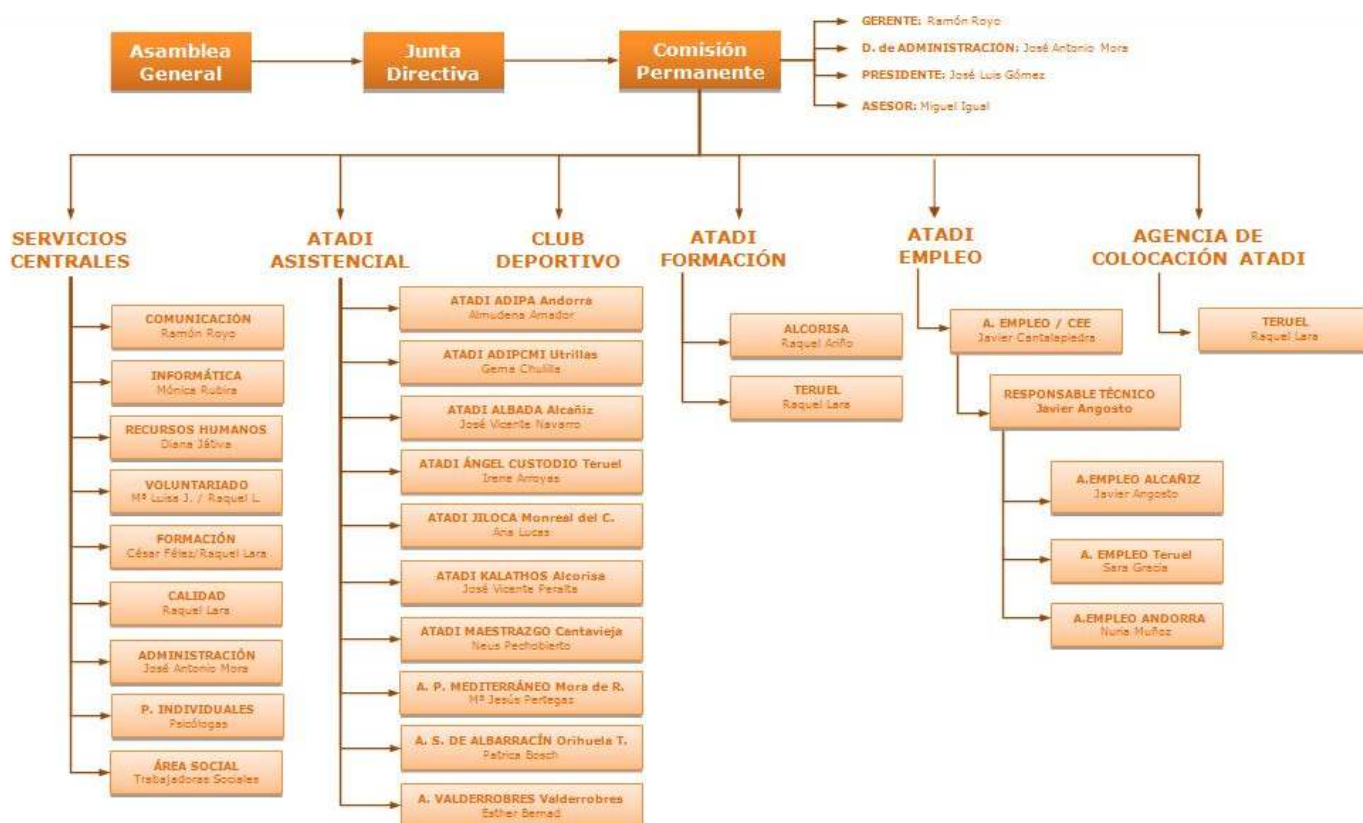 Asamblea
General
Junta
Directiva
Comisión
Permanente
GERENTE: Ramón Royo
D. de ADMINISTRACIÓN: José Antonio Mora
PRESIDENTE: José Luis Gómez
ASESOR: Miguel Igual
SERVICIOS
CENTRALES
COMUNICACIÓN
Ramón Royo
INFORMÁTICA
Mónica Rubira
RECURSOS HUMANOS
Diana Játiva
VOLUNTARIADO
Mª Luisa J. / Raquel L.
FORMACIÓN
César Félez/Raquel Lara
CALIDAD
Raquel Lara
ADMINISTRACIÓN
José Antonio Mora
P. INDIVIDUALES
Psicólogas
ÁREA SOCIAL
Trabajadoras Sociales
ATADI
ASISTENCIAL
ATADI ADIPA Andorra
Almudena Amador
ATADI ADIPCMI Utrillas
Gema Chulilla
ATADI ALBADA Alcañiz
José Vicente Navarro
ATADI ÁNGEL CUSTODIO Teruel
Irene Arroyas
ATADI JILOCA Monreal del C.
Ana Lucas
ATADI KALATHOS Alcorisa
José Vicente Peralta
ATADI MAESTRAZGO Cantavieja
Neus Pechobierto
A. P. MEDITERRÁNEO Mora de R.
Mª Jesús Pertegas
A. S. DE ALBARRACÍN Orihuela T.
Patrica Bosch
A. VALDERROBRES Valderrobres
Esther Bernad
CLUB
DEPORTIVO
ATADI
FORMACIÓN
ALCORISA
Raquel Ariño
TERUEL
Raquel Lara
ATADI
EMPLEO
A. EMPLEO / CEE
Javier Cantalapiedra
RESPONSABLE TÉCNICO
Javier Angosto
A.EMPLEO ALCAÑIZ
Javier Angosto
A. EMPLEO Teruel
Sara Gracia
A.EMPLEO ANDORRA
Nuria Muñoz
AGENCIA DE
COLOCACIÓN ATADI
TERUEL
Raquel Lara